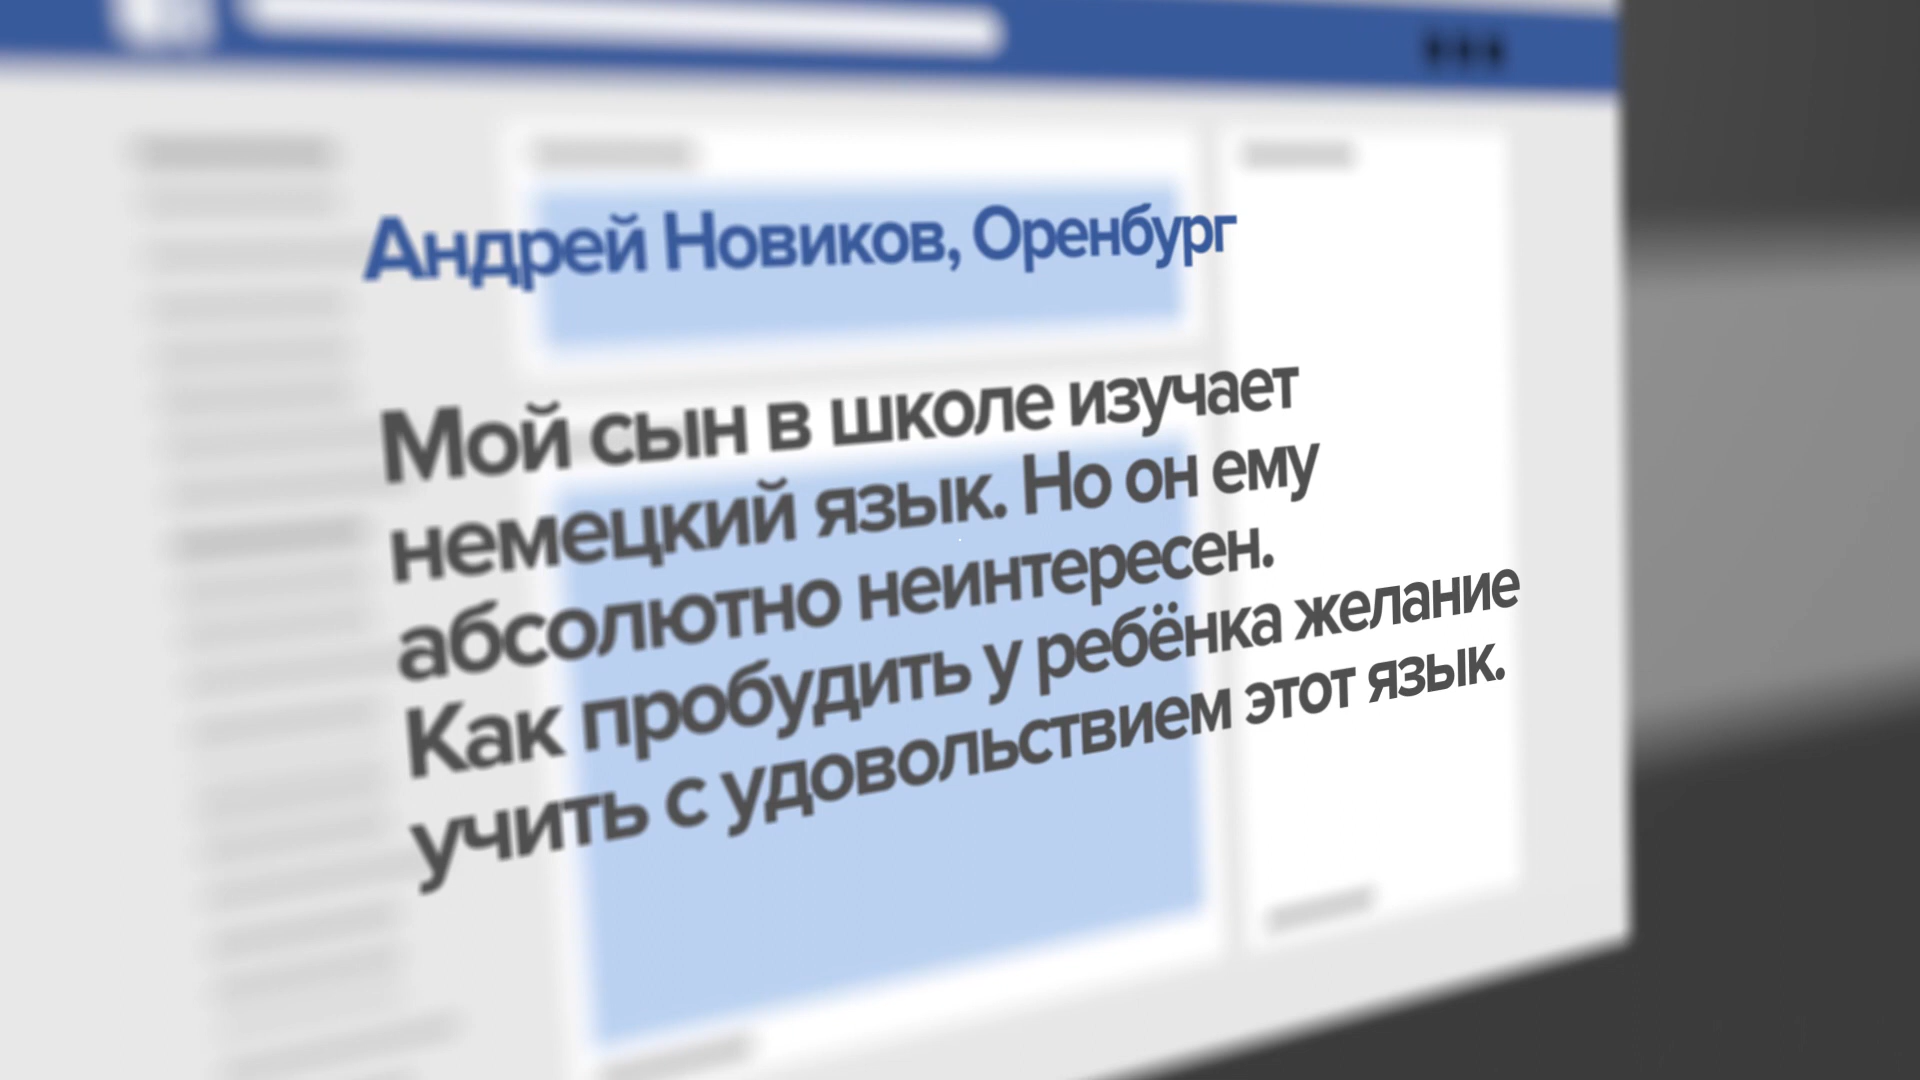 Андрей Новиков, Оренбург
Мой сын в школе изучает
немецкий язык. Но он ему
абсолютно неинтересен.
Как пробудить у ребёнка желание
учить с удовольствием этот язык.